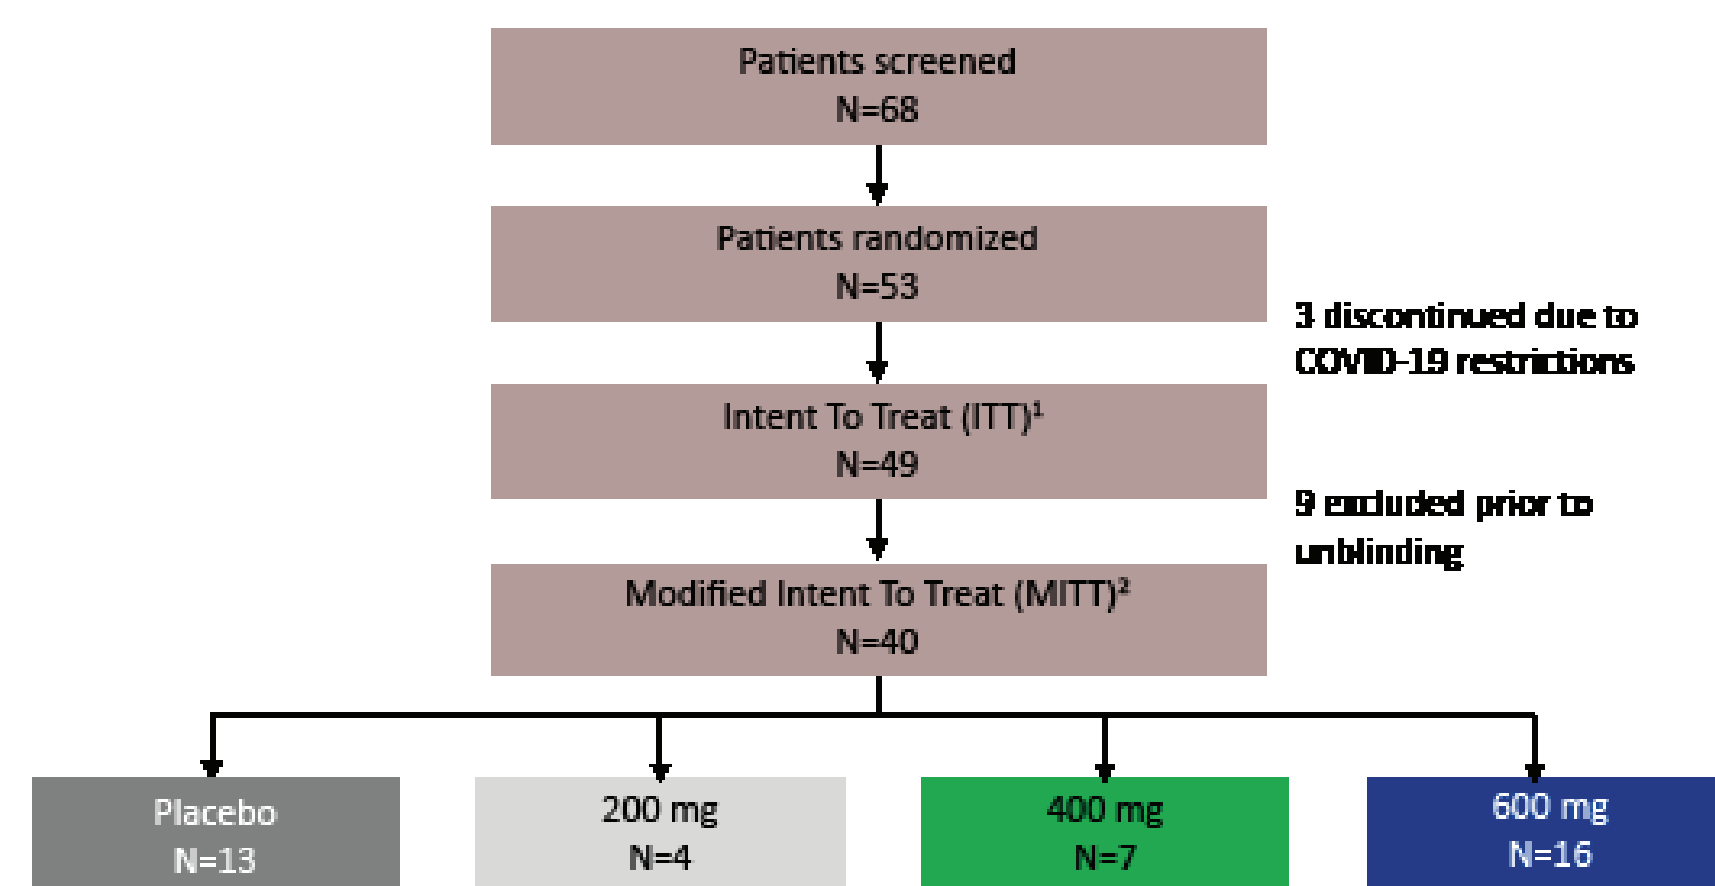 Patients screened
N=68
Patients randomized
N=53
3 discontinued due to
COVID-19 restrictions
Intent To Treat (ITT)¹
N=49
9 excluded prior to
unblinding
Modified Intent To Treat (MITT)²
N=40
Placebo
N=13
200 mg
N=4
400 mg
N=7
600 mg
N=16